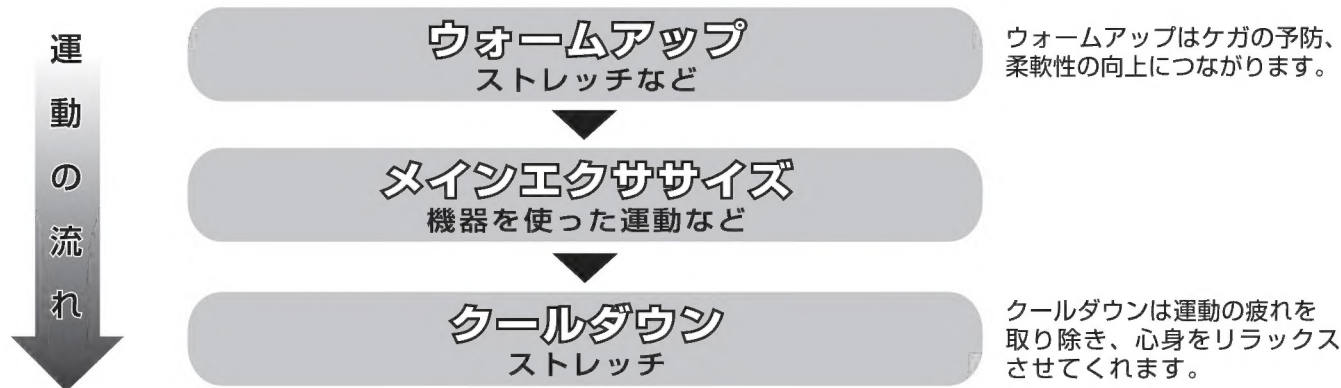 運動の流れ
ウォームアップ
ストレッチなど
ウォームアップはケガの予防、
柔軟性の向上につながります。
メインエクササイズ
機器を使った運動など
クールダウン
ストレッチ
クールダウンは運動の疲れを
取り除き、心身をリラックス
させてくれます。